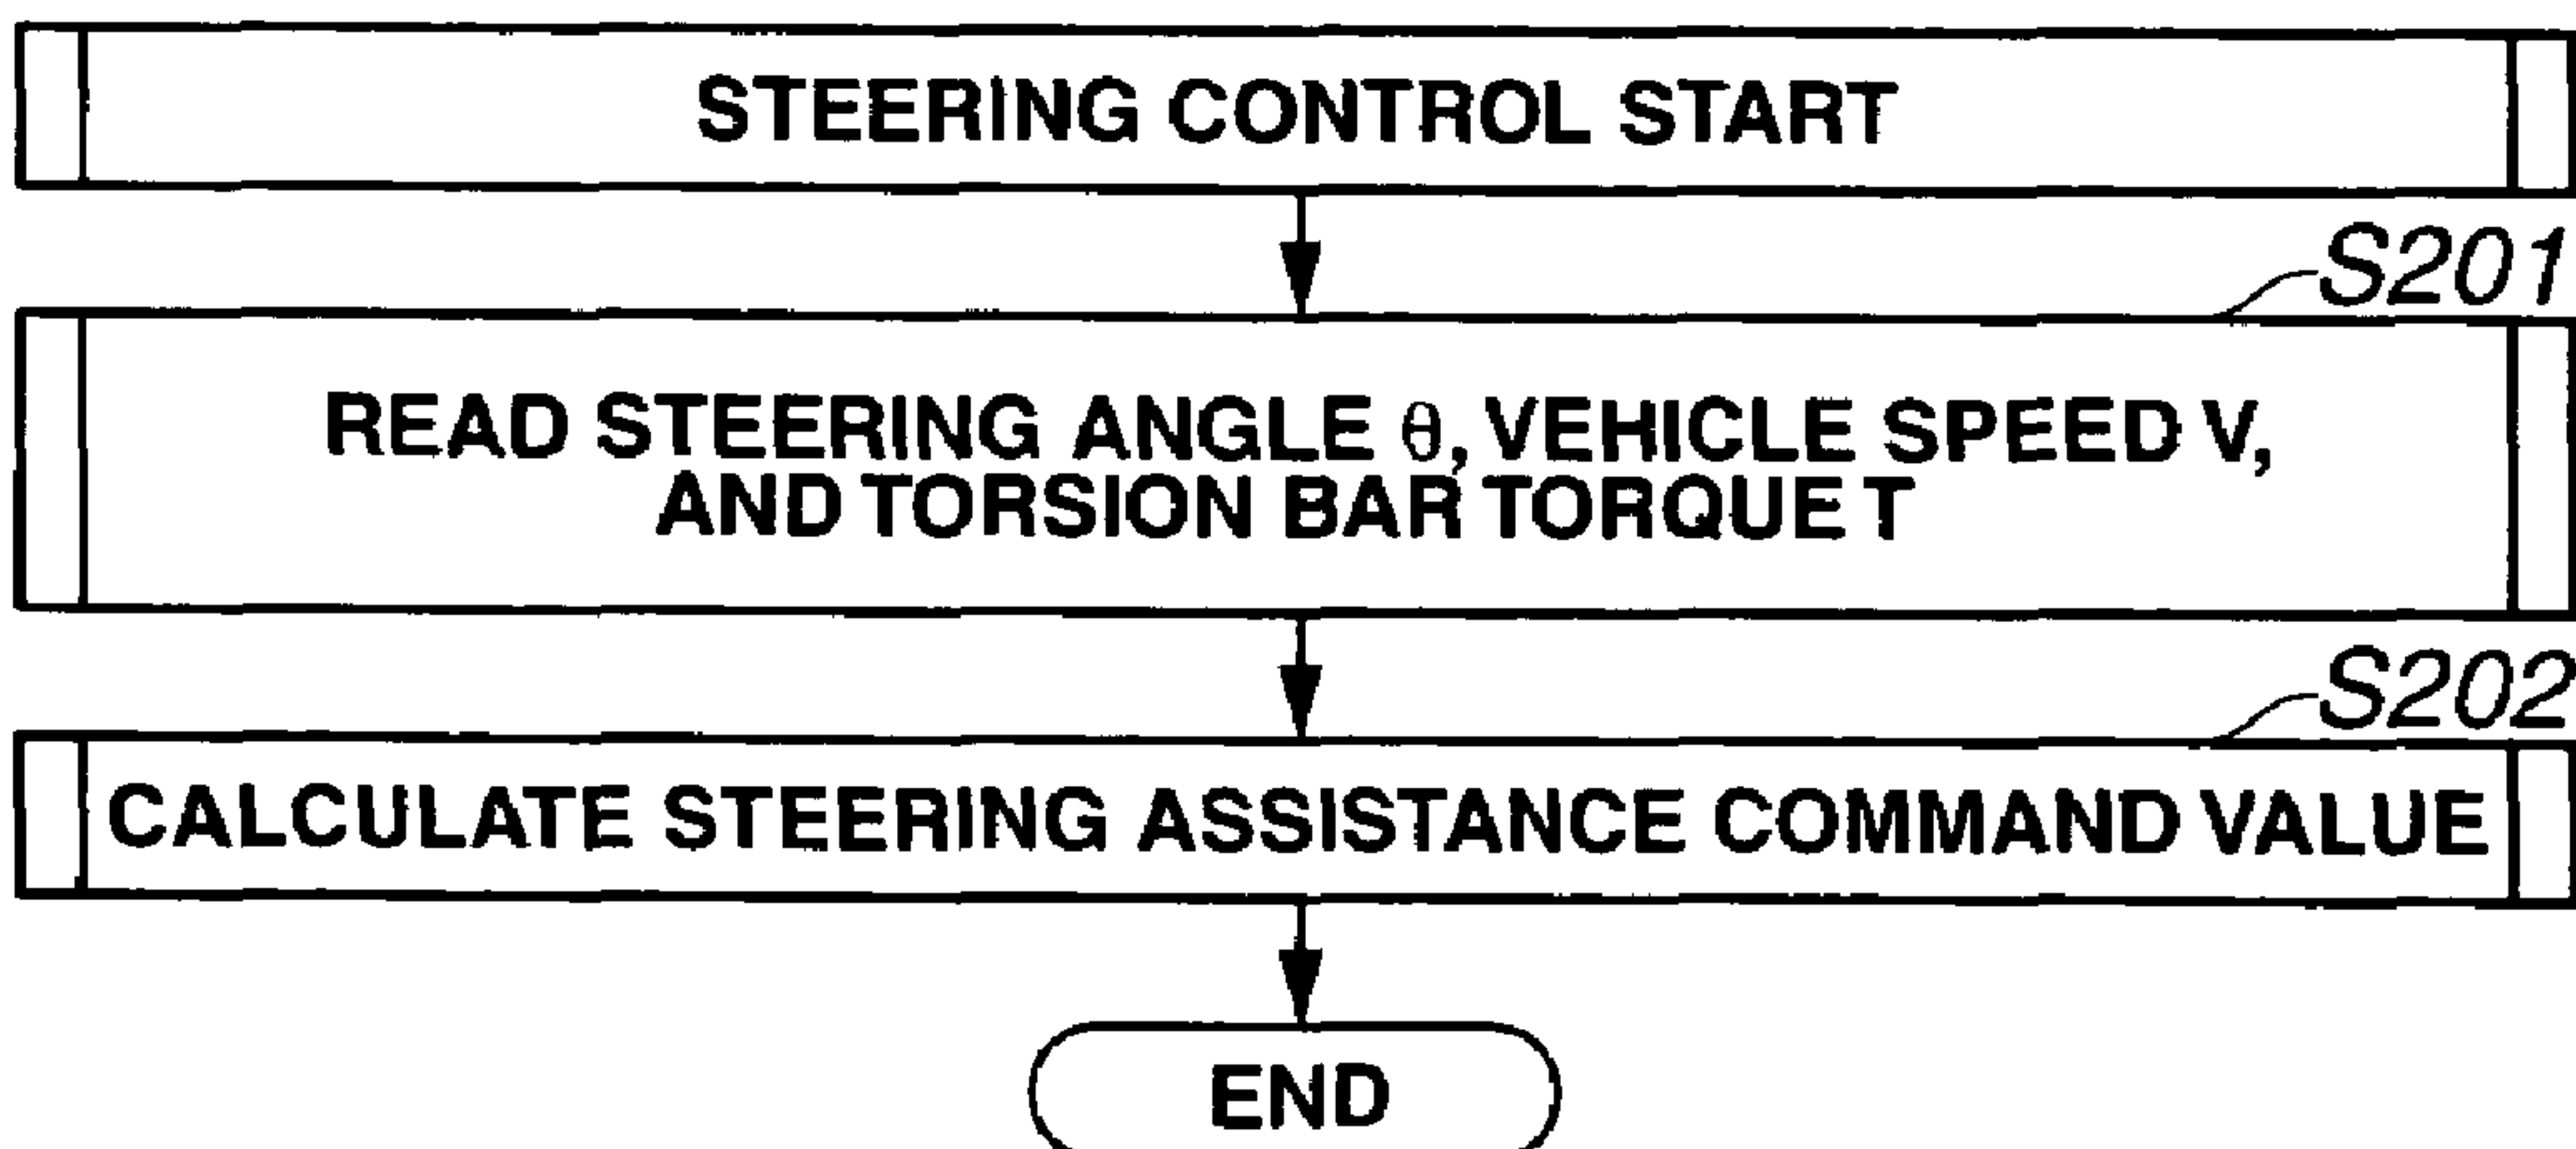 STEERING CONTROL START
S201
READ STEERING ANGLE θ, VEHICLE SPEED V,
AND TORSION BAR TORQUE T
S202
CALCULATE STEERING ASSISTANCE COMMAND VALUE
END